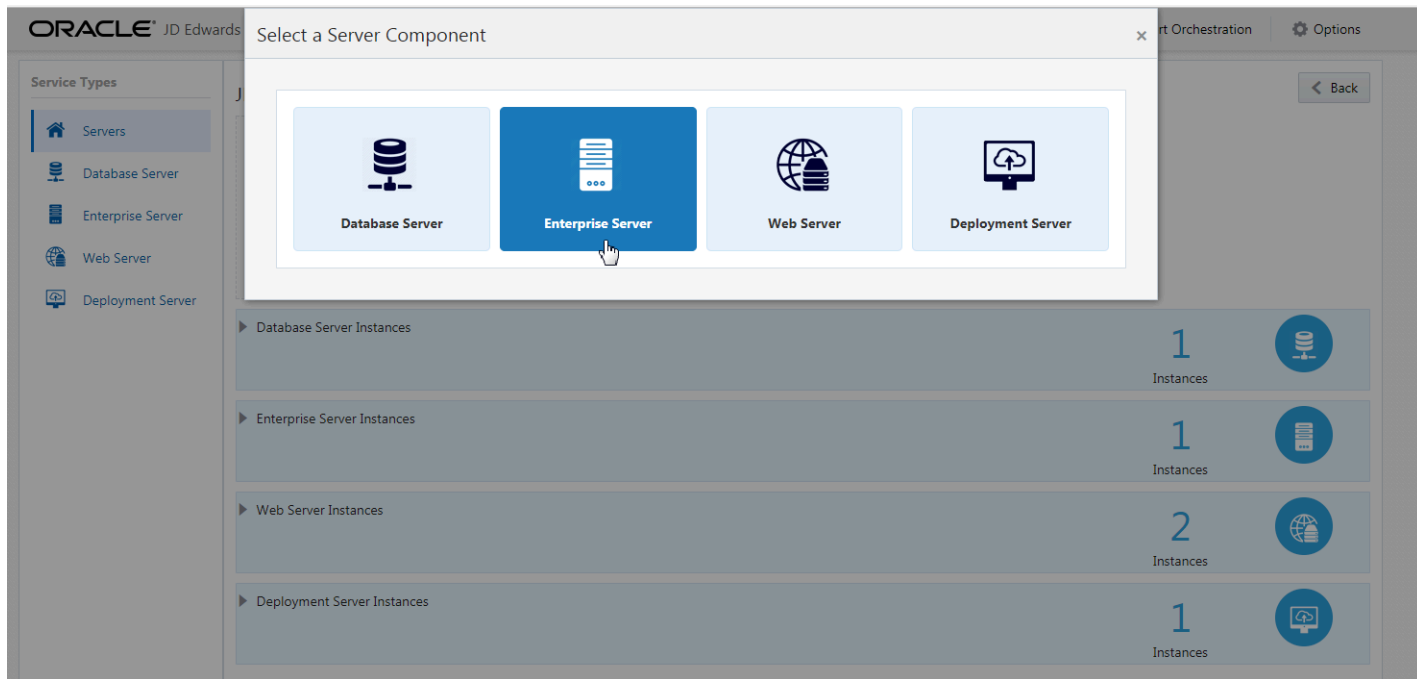 ORACLE® JD Edwards
Select a Server Component
×
rt Orchestration
Options
Service Types
Servers
Database Server
Enterprise Server
Web Server
Deployment Server
J
Back
Database Server
Enterprise Server
Web Server
Deployment Server
Database Server Instances
1
Instances
Enterprise Server Instances
1
Instances
Web Server Instances
2
Instances
Deployment Server Instances
1
Instances